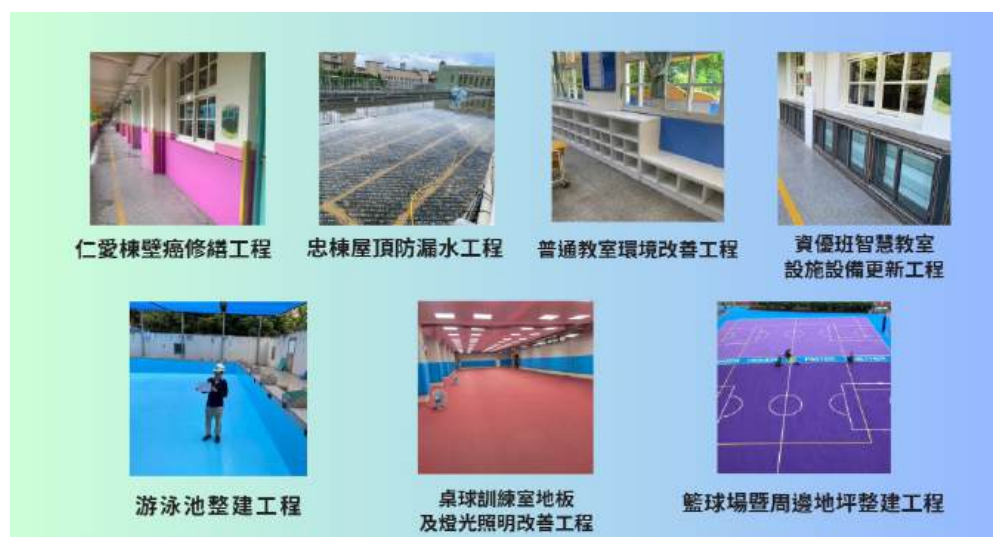 仁愛棟壁癌修繕工程
忠棟屋頂防漏水工程
普通教室環境改善工程
資優班智慧教室
設施設備更新工程
游泳池整建工程
桌球訓練室地板
及燈光照明改善工程
籃球場暨周邊地坪整建工程